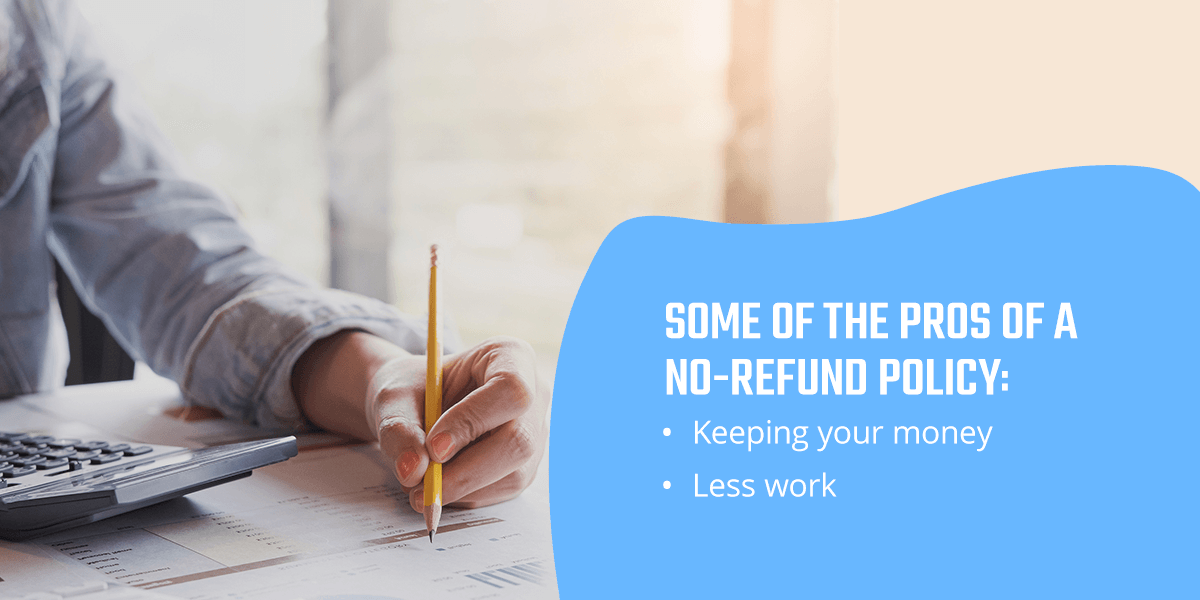 SOME OF THE PROS OF A
NO-REFUND POLICY:
• Keeping your money
• Less work